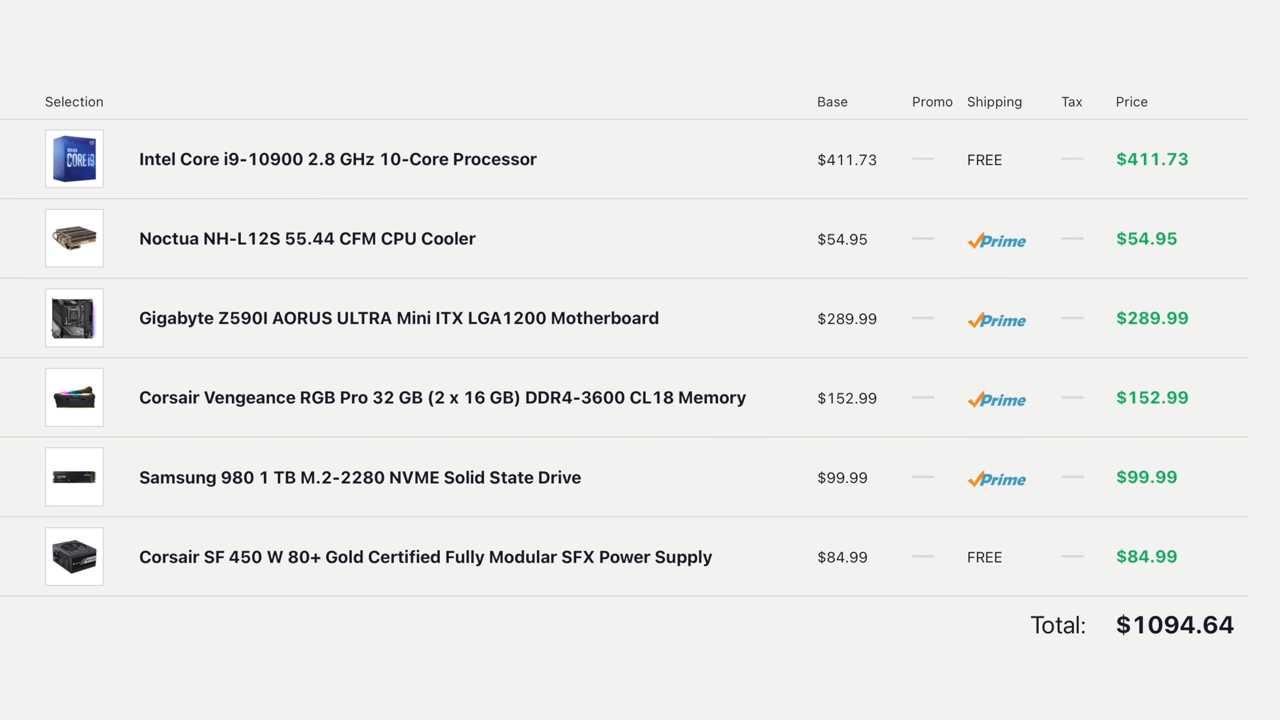 Selection Base Promo Shipping Tax Price
Intel Core i9-10900 2.8 GHz 10-Core Processor $411.73 — FREE — $411.73
Noctua NH-L12S 55.44 CFM CPU Cooler $54.95 — Prime — $54.95
Gigabyte Z590I AORUS ULTRA Mini ITX LGA1200 Motherboard $289.99 — Prime — $289.99
Corsair Vengeance RGB Pro 32 GB (2 x 16 GB) DDR4-3600 CL18 Memory $152.99 — Prime — $152.99
Samsung 980 1 TB M.2-2280 NVME Solid State Drive $99.99 — Prime — $99.99
Corsair SF 450 W 80+ Gold Certified Fully Modular SFX Power Supply $84.99 — FREE — $84.99
Total: $1094.64
CORE i9